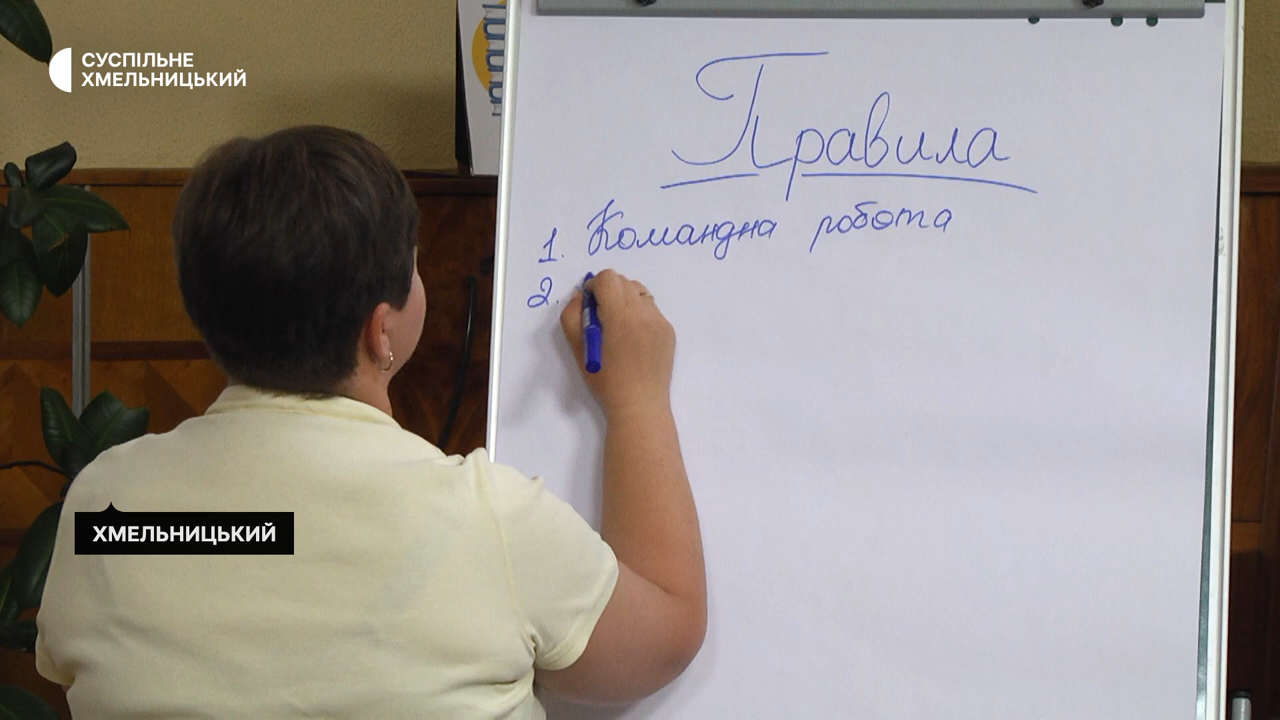 СУСПІЛЬНЕ
ХМЕЛЬНИЦЬКИЙ
Правила
1. Командна робота
2.
ХМЕЛЬНИЦЬКИЙ